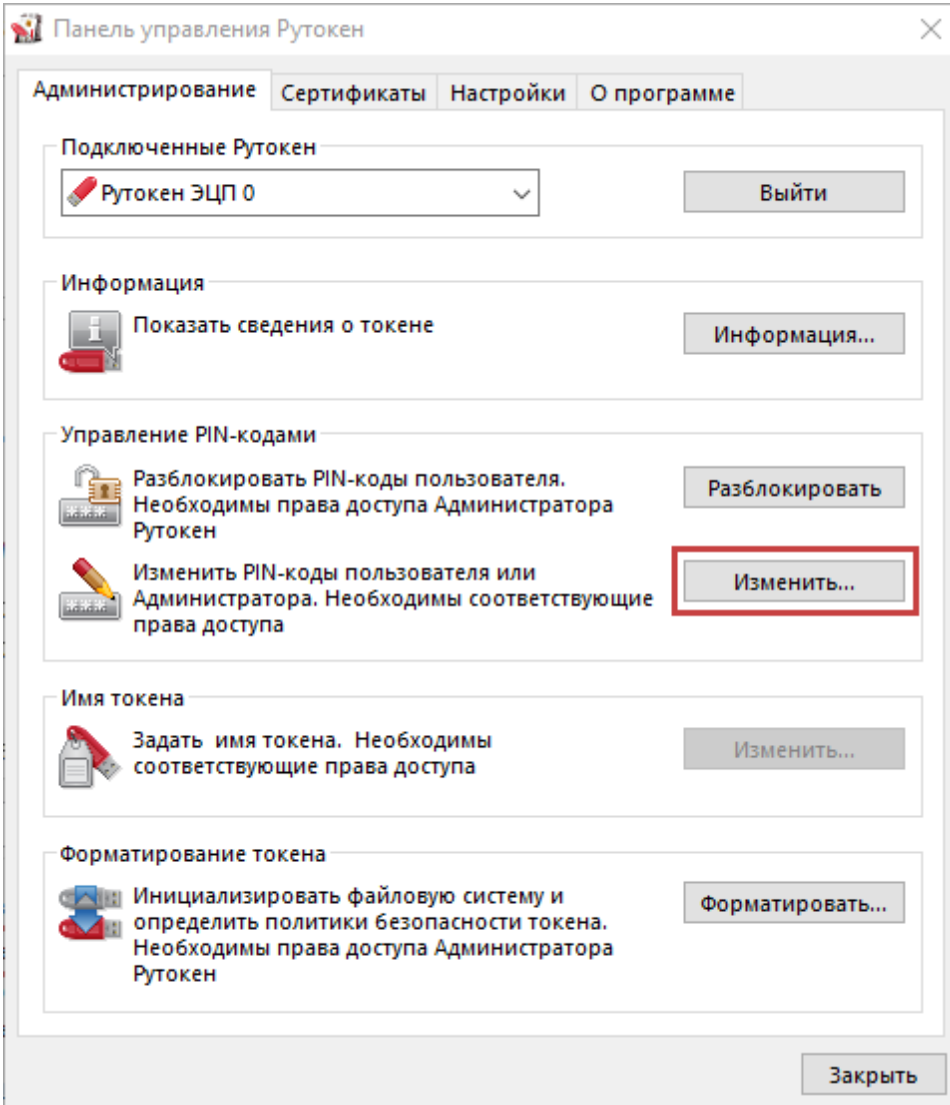 Панель управления Рутокен
Администрирование Сертификаты Настройки О программе
Подключенные Рутокен
Рутокен ЭЦП 0 Выйти
Информация
Показать сведения о токене Информация...
Управление PIN-кодами
Разблокировать PIN-коды пользователя.
Необходимы права доступа Администратора
Рутокен
Разблокировать
Изменить PIN-коды пользователя или
Администратора. Необходимы соответствующие
права доступа
Изменить...
Имя токена
Задать имя токена. Необходимы
соответствующие права доступа
Изменить...
Форматирование токена
Инициализировать файловую систему и
определить политики безопасности токена.
Необходимы права доступа Администратора
Рутокен
Форматировать...
Закрыть